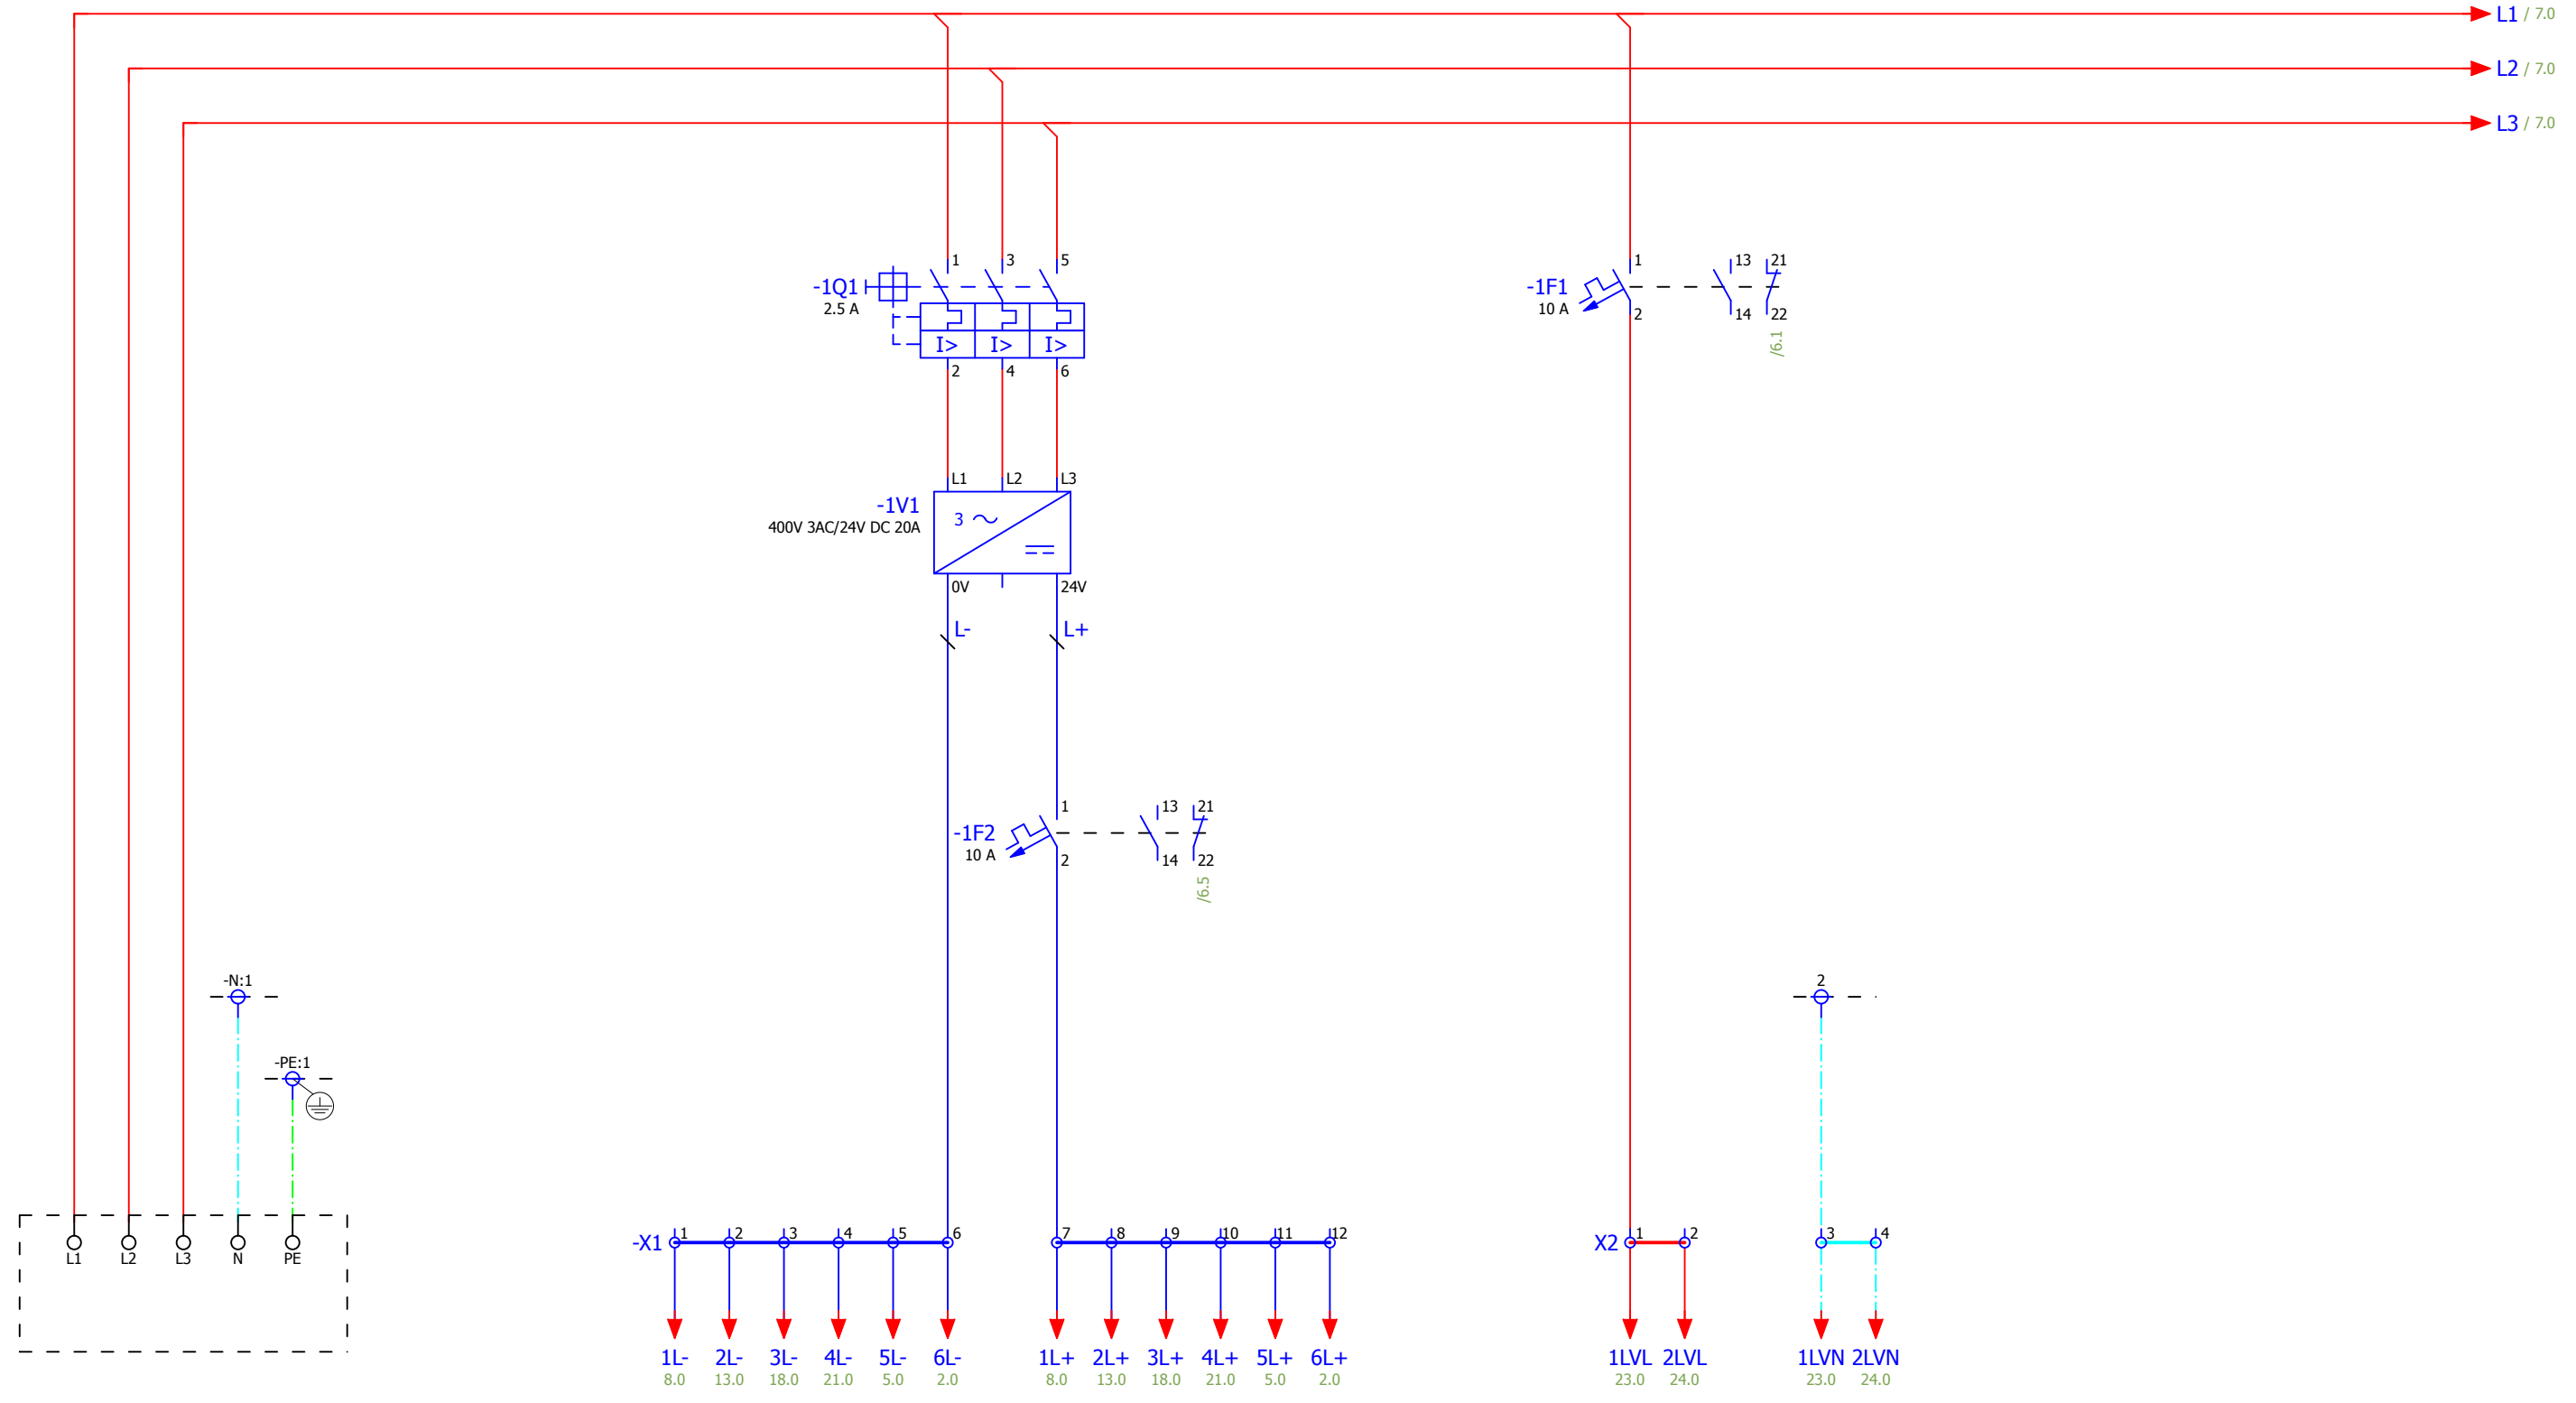 L1 / 7.0
L2 / 7.0
L3 / 7.0
1 3 5
-1Q1
2.5 A
I> I> I>
2 4 6
1 13 21
-1F1
10 A
2 14 22
/6.1
L1 L2 L3
-1V1
400V 3AC/24V DC 20A
3
0V 24V
L- L+
1 13 21
-1F2
10 A
2 14 22
/6.5
-N:1
2
-PE:1
L1 L2 L3 N PE
-X1 1 2 3 4 5 6 7 8 9 10 11 12
X2 1 2 3 4
1L- 2L- 3L- 4L- 5L- 6L- 1L+ 2L+ 3L+ 4L+ 5L+ 6L+ 1LVL 2LVL 1LVN 2LVN
8.0 13.0 18.0 21.0 5.0 2.0 8.0 13.0 18.0 21.0 5.0 2.0 23.0 24.0 23.0 24.0